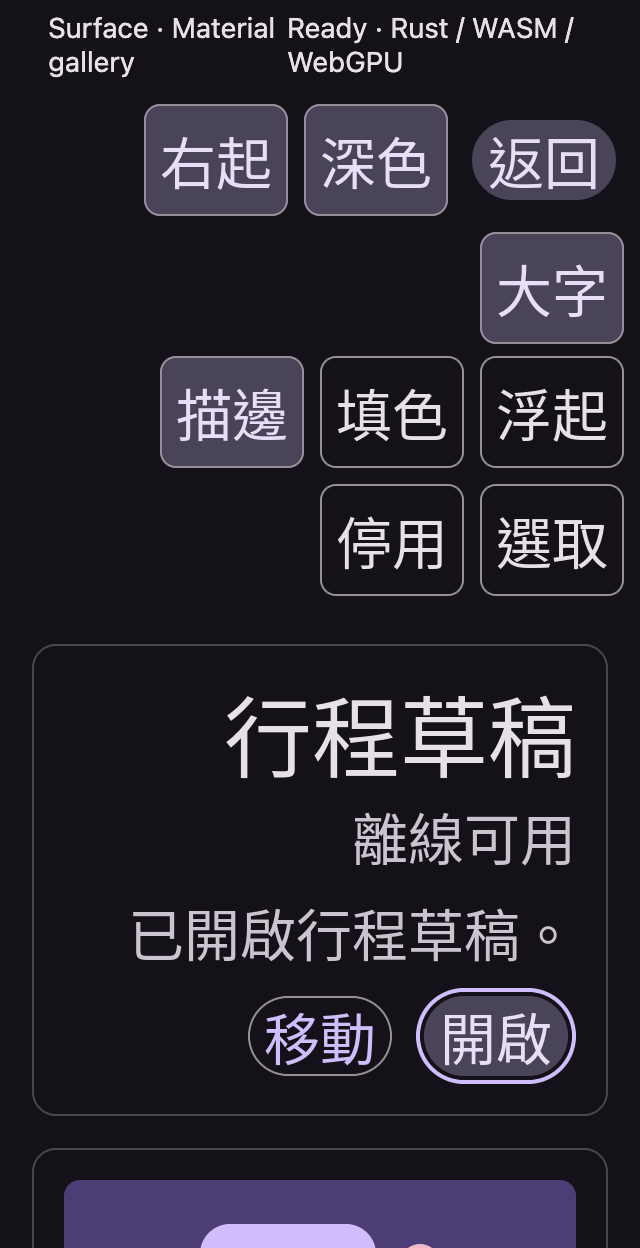 Surface · Material gallery
Ready · Rust / WASM / WebGPU
返回
深色
右起
大字
浮起
填色
描邊
選取
停用
行程草稿
離線可用
已開啟行程草稿。
開啟
移動